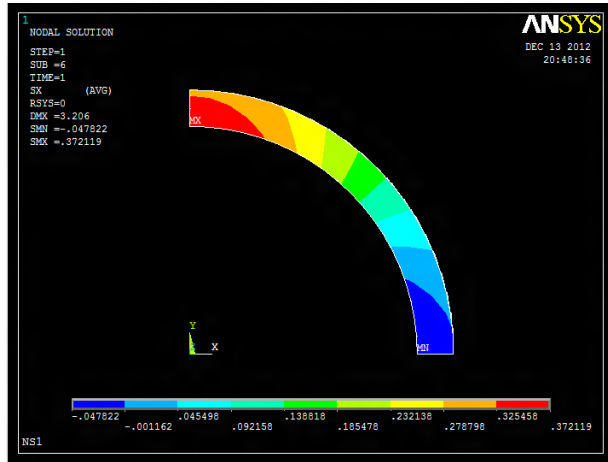 1
NODAL SOLUTION
ANSYS
STEP=1
SUB =6
TIME=1
SX (AVG)
RSYS=0
DMX =3.206
SMN =-.047822
SMX =.372119
DEC 13 2012
20:48:36
MX
Y
X
MN
-.047822 .045498 .138818 .232138 .325458
-.001162 .092158 .185478 .278798 .372119
NS1